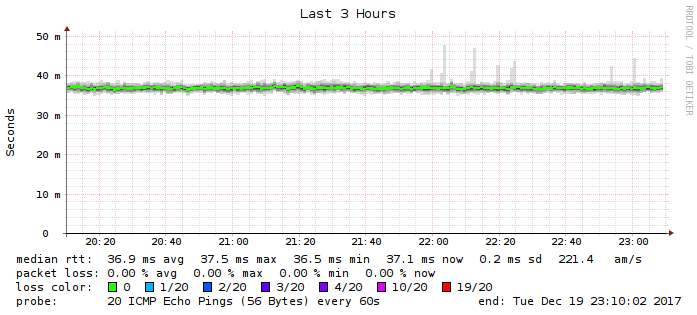 Last 3 Hours
RRDTOOL / TOBI OETIKER
50 m
40 m
30 m
20 m
10 m
0
Seconds
20:20 20:40 21:00 21:20 21:40 22:00 22:20 22:40 23:00
median rtt: 36.9 ms avg 37.5 ms max 36.5 ms min 37.1 ms now 0.2 ms sd 221.4 am/s
packet loss: 0.00 % avg 0.00 % max 0.00 % min 0.00 % now
loss color: 0 1/20 2/20 3/20 4/20 10/20 19/20
probe: 20 ICMP Echo Pings (56 Bytes) every 60s end: Tue Dec 19 23:10:02 2017